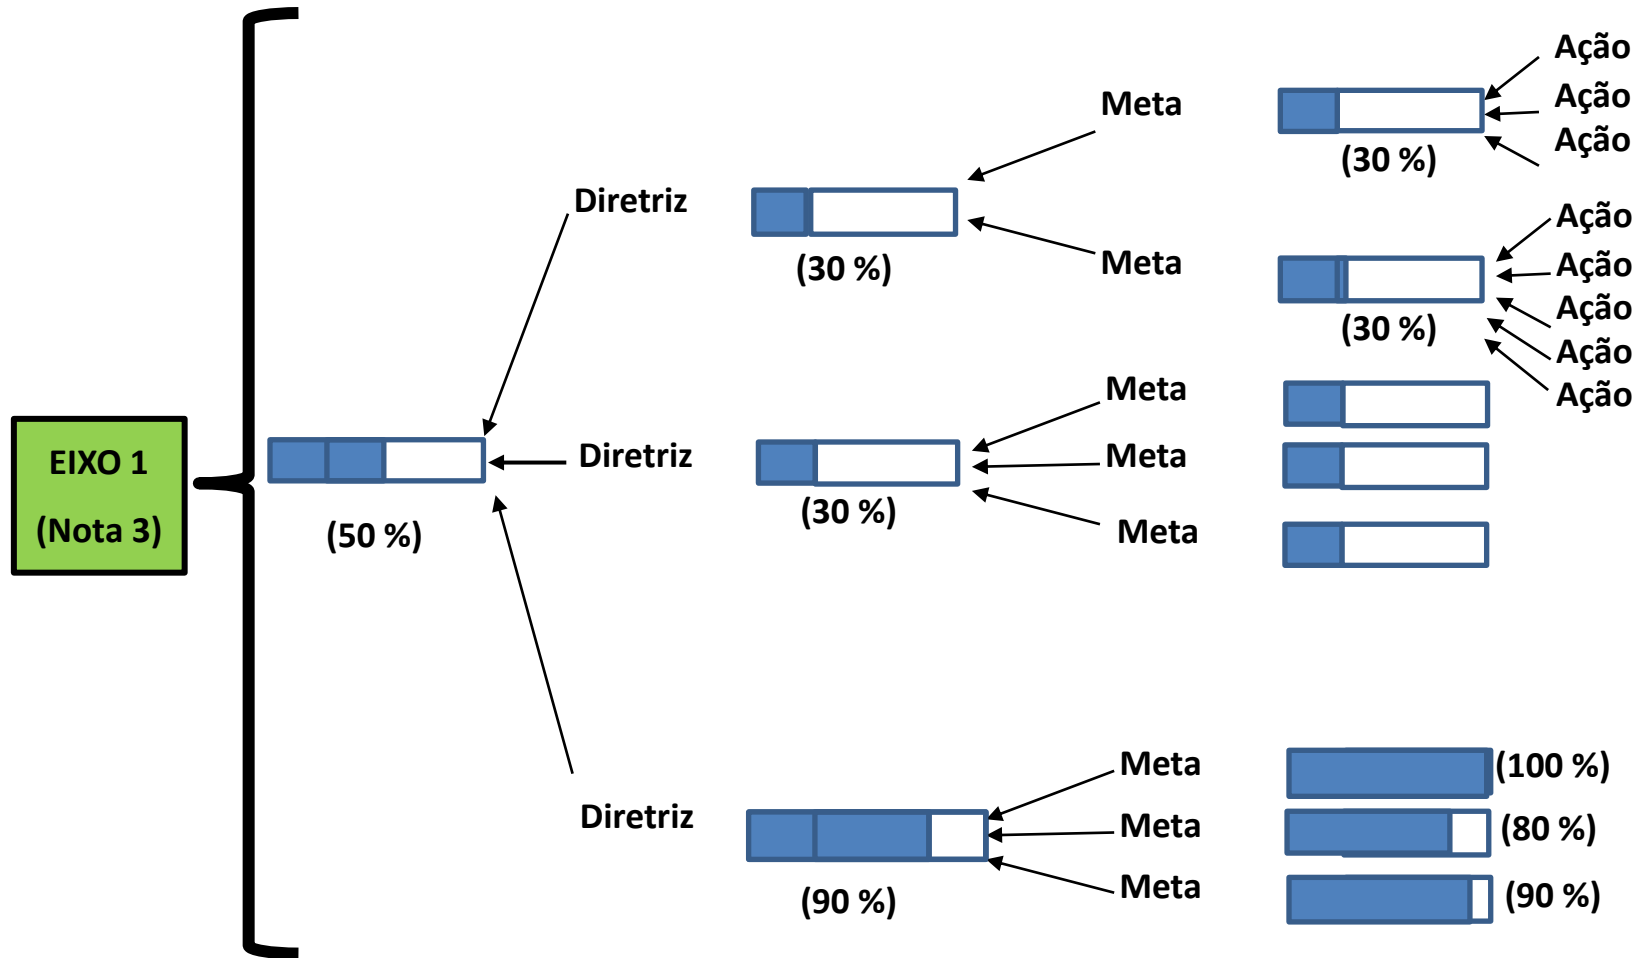 EIXO 1
(Nota 3)
(50 %)
Diretriz
(30 %)
Meta
(30 %)
Ação
Ação
Ação
Meta
(30 %)
Ação
Ação
Ação
Ação
Ação
Diretriz
(30 %)
Meta
Meta
Meta
Diretriz
(90 %)
Meta
(100 %)
Meta
(80 %)
Meta
(90 %)